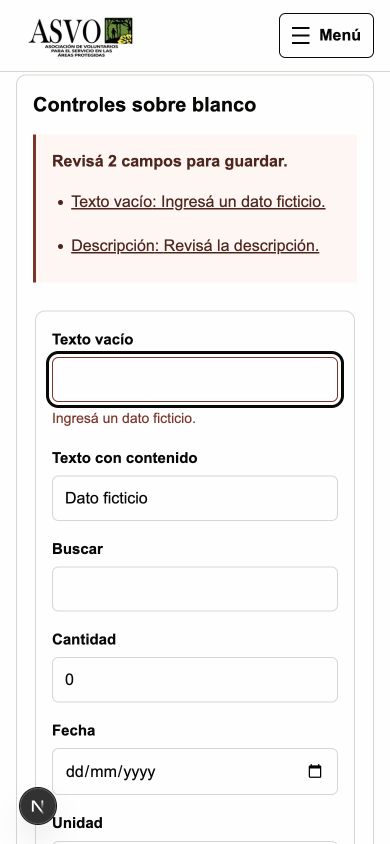 ASVO
ASOCIACIÓN DE VOLUNTARIOS
PARA EL SERVICIO EN LAS
ÁREAS PROTEGIDAS
Menú
Controles sobre blanco
Revisá 2 campos para guardar.
• Texto vacío: Ingresá un dato ficticio.
• Descripción: Revisá la descripción.
Texto vacío
Ingresá un dato ficticio.
Texto con contenido
Dato ficticio
Buscar
Cantidad
0
Fecha
dd/mm/yyyy
N
Unidad